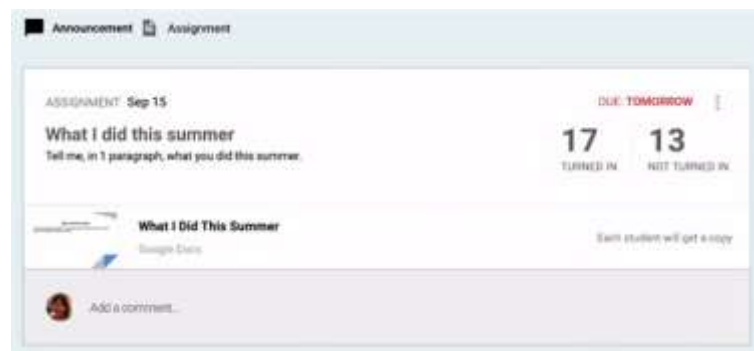 Announcement Assignment
ASSIGNMENT Sep 15 DUE: TOMORROW
What I did this summer 17 13
Tell me, in 1 paragraph, what you did this summer.
TURNED IN NOT TURNED IN
What I Did This Summer
Each student will get a copy
Google Docs
Add a comment...